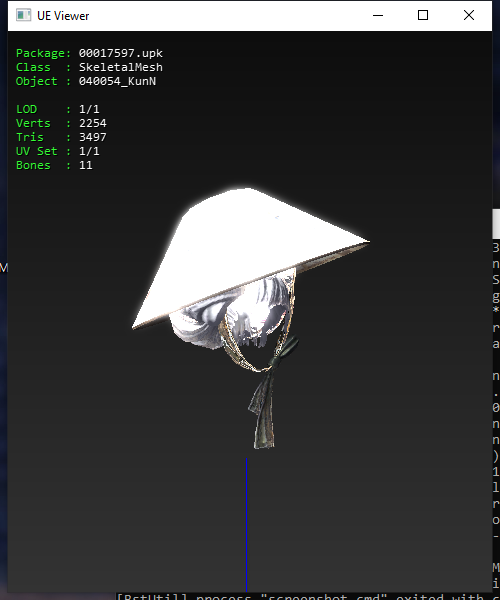 UE Viewer
Package: 00017597.upk
Class  : SkeletalMesh
Object : 040054_KunN
LOD    : 1/1
Verts  : 2254
Tris   : 3497
UV Set : 1/1
Bones  : 11
[BstUtil] process "screenshot.cmd" exited with c